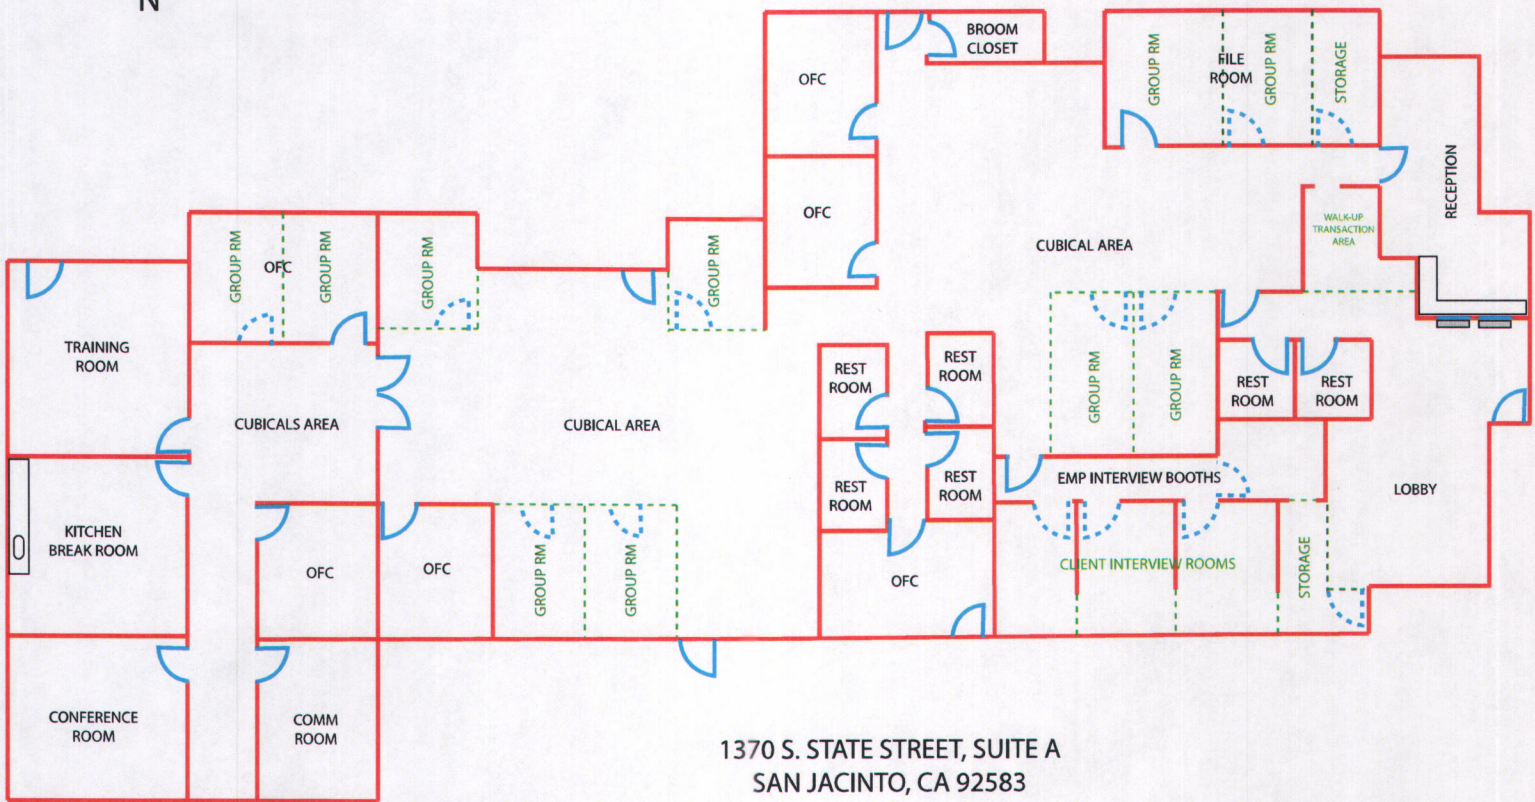 N
BROOM
CLOSET
OFC
GROUP RM
FILE
ROOM
GROUP RM
STORAGE
RECEPTION
OFC
WALK-UP
TRANSACTION
AREA
CUBICAL AREA
GROUP RM
OFC
GROUP RM
GROUP RM
GROUP RM
TRAINING
ROOM
REST
ROOM
REST
ROOM
GROUP RM
GROUP RM
REST
ROOM
REST
ROOM
CUBICALS AREA
CUBICAL AREA
REST
ROOM
REST
ROOM
EMP INTERVIEW BOOTHS
LOBBY
KITCHEN
BREAK ROOM
OFC
OFC
GROUP RM
GROUP RM
OFC
CLIENT INTERVIEW ROOMS
STORAGE
CONFERENCE
ROOM
COMM
ROOM
1370 S. STATE STREET, SUITE A
SAN JACINTO, CA 92583